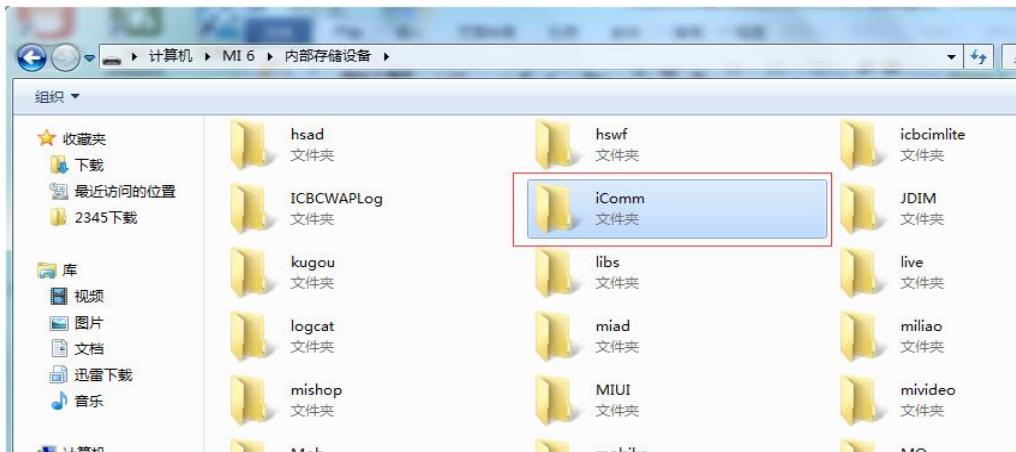 计算机 MI 6 内部存储设备
组织
收藏夹
下载
最近访问的位置
2345下载
库
视频
图片
文档
迅雷下载
音乐
hsad
文件夹
hswf
文件夹
icbcimlite
文件夹
ICBCWAPLog
文件夹
iComm
文件夹
JDIM
文件夹
kugou
文件夹
libs
文件夹
live
文件夹
logcat
文件夹
miad
文件夹
miliao
文件夹
mishop
文件夹
MIUI
文件夹
mivideo
文件夹